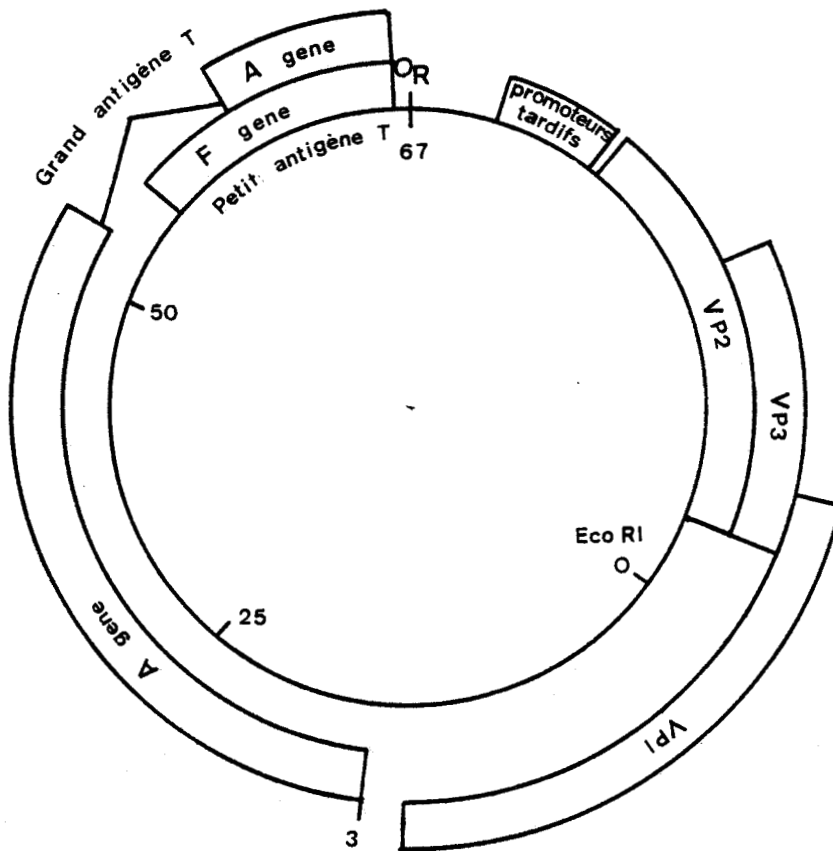 Grand antigène T
A gene
OR
F gene
Petit antigène T
67
promoteurs
tardifs
VP2
VP3
50
Eco RI
O
25
A gene
VP1
3